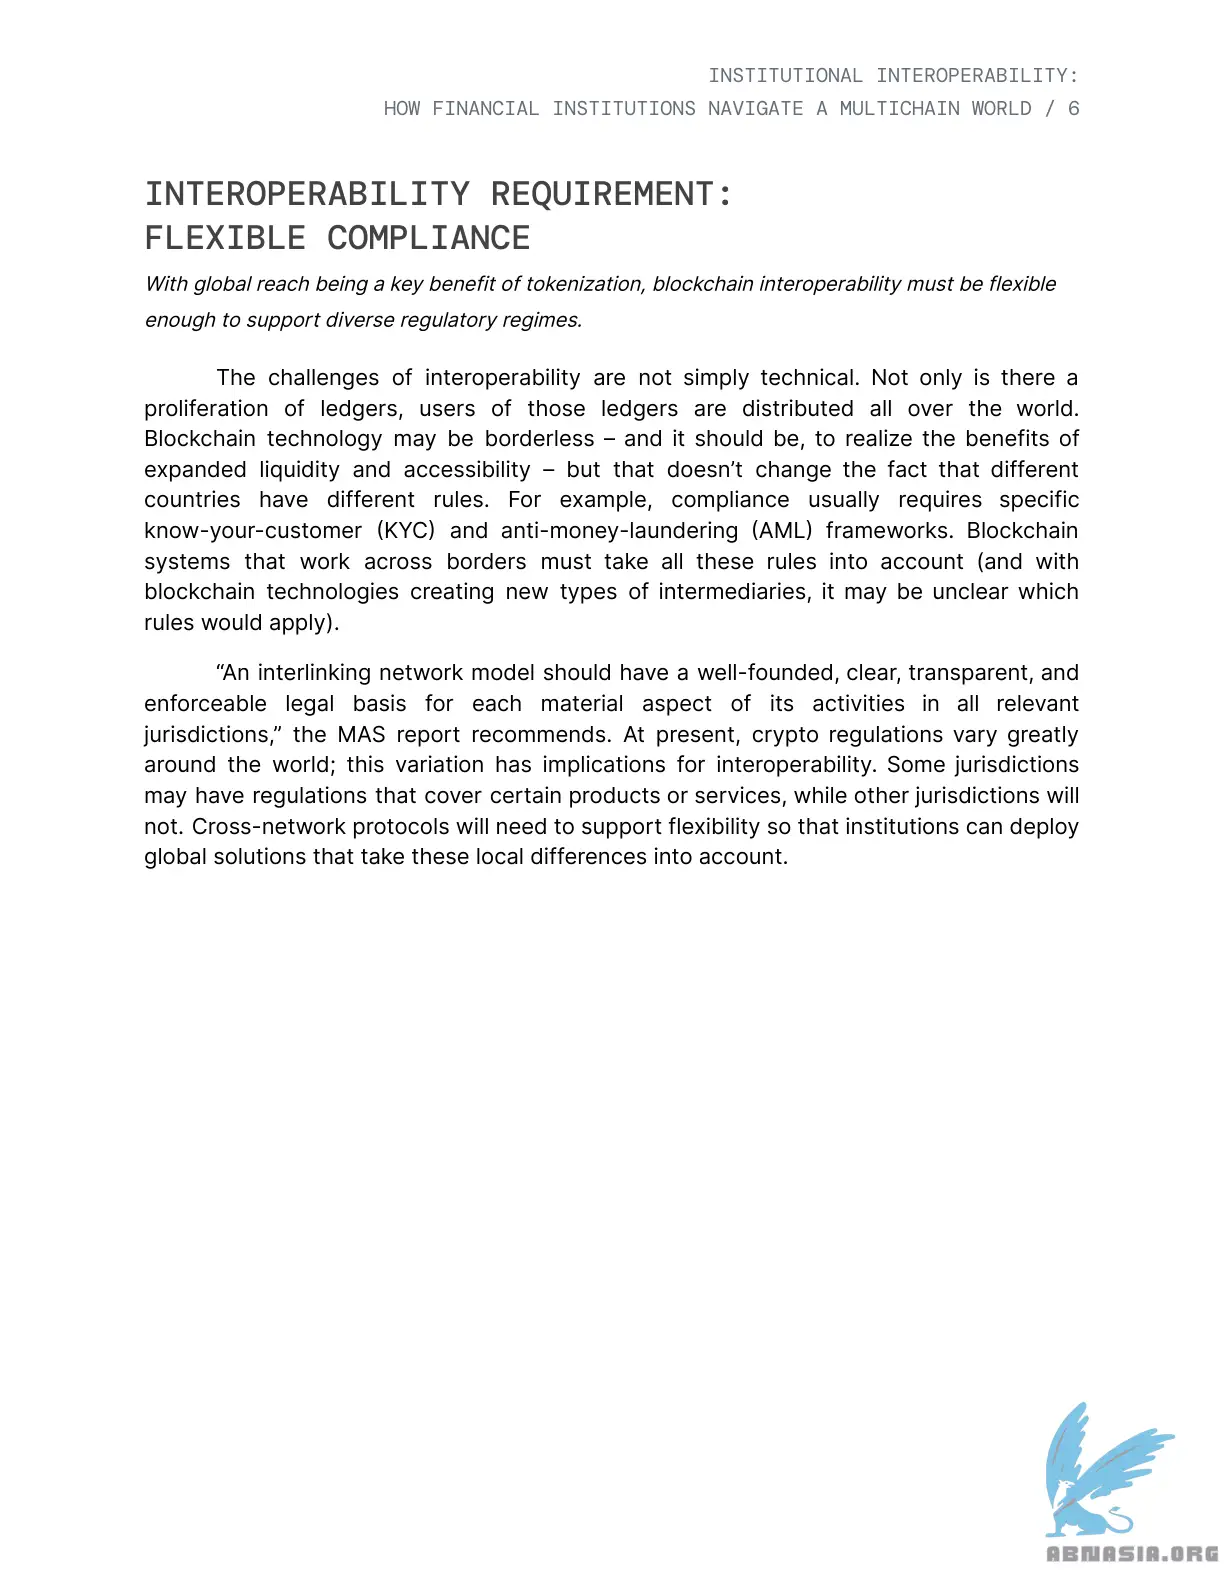 INSTITUTIONAL INTEROPERABILITY:
HOW FINANCIAL INSTITUTIONS NAVIGATE A MULTICHAIN WORLD / 6
INTEROPERABILITY REQUIREMENT:
FLEXIBLE COMPLIANCE
With global reach being a key benefit of tokenization, blockchain interoperability must be flexible
enough to support diverse regulatory regimes.
The challenges of interoperability are not simply technical. Not only is there a
proliferation of ledgers, users of those ledgers are distributed all over the world.
Blockchain technology may be borderless – and it should be, to realize the benefits of
expanded liquidity and accessibility – but that doesn’t change the fact that different
countries have different rules. For example, compliance usually requires specific
know-your-customer (KYC) and anti-money-laundering (AML) frameworks. Blockchain
systems that work across borders must take all these rules into account (and with
blockchain technologies creating new types of intermediaries, it may be unclear which
rules would apply).
“An interlinking network model should have a well-founded, clear, transparent, and
enforceable legal basis for each material aspect of its activities in all relevant
jurisdictions,” the MAS report recommends. At present, crypto regulations vary greatly
around the world; this variation has implications for interoperability. Some jurisdictions
may have regulations that cover certain products or services, while other jurisdictions will
not. Cross-network protocols will need to support flexibility so that institutions can deploy
global solutions that take these local differences into account.
ABNASIA.ORG